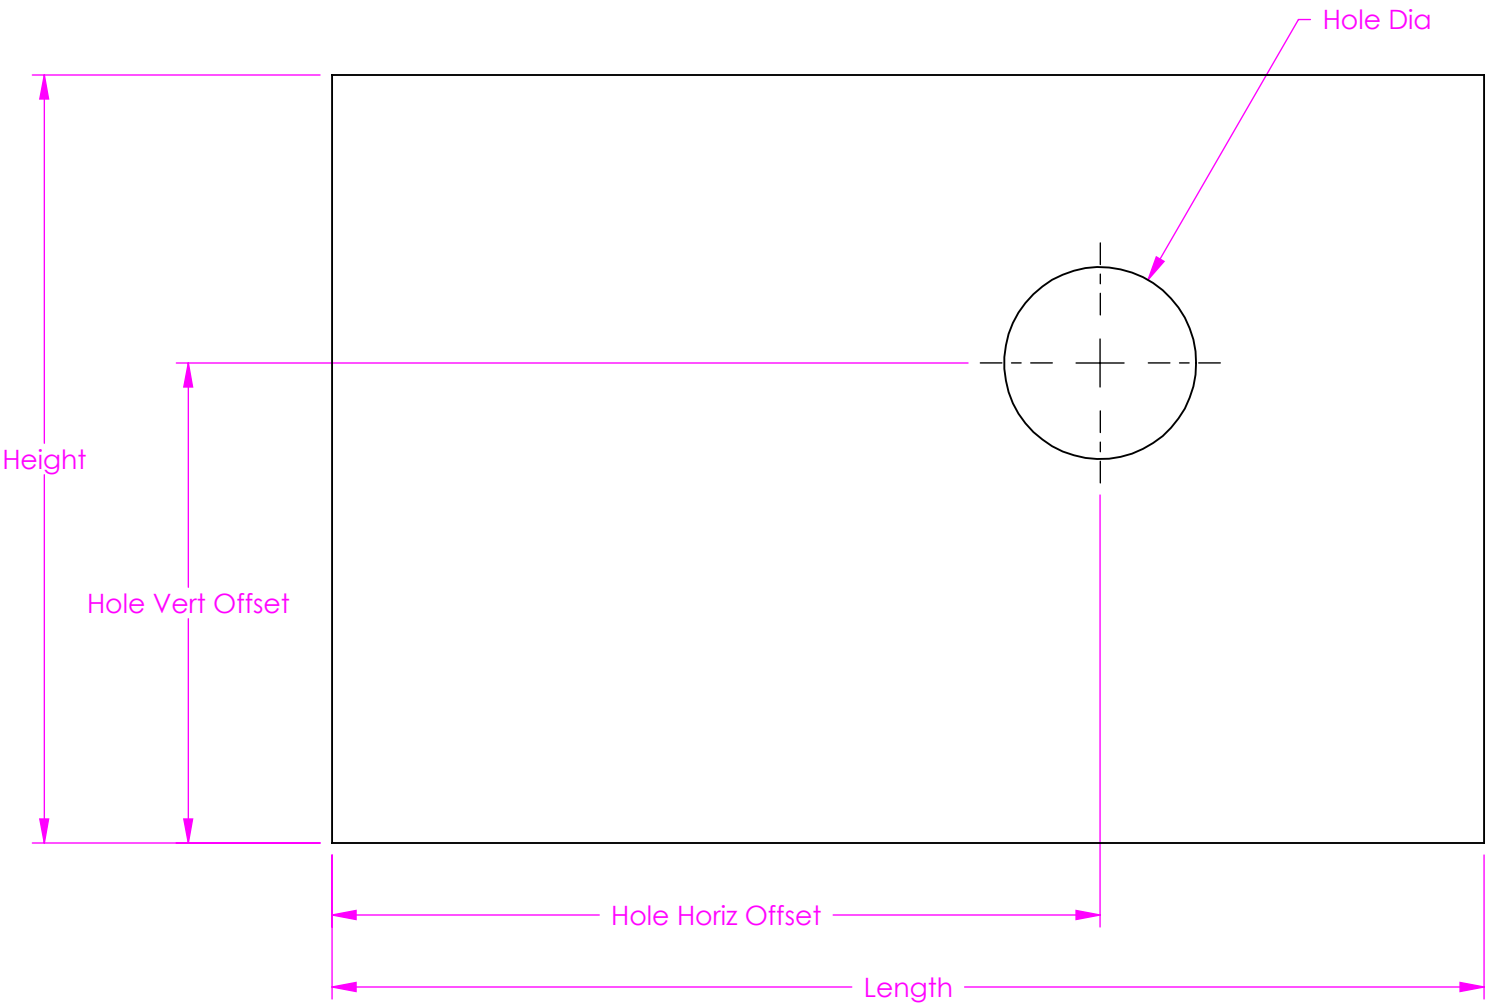 Hole Dia
Height
Hole Vert Offset
Hole Horiz Offset
Length